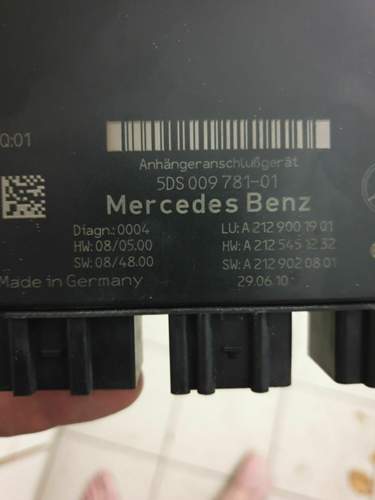 Q:01
Anhängeranschlußgerät
5DS 009 781-01
Mercedes Benz
Diagn.:0004 LU: A 212 900 19 01
HW: 08/05.00 HW: A 212 545 12 32
SW: 08/48.00 SW: A 212 902 08 01
Made in Germany 29.06.10